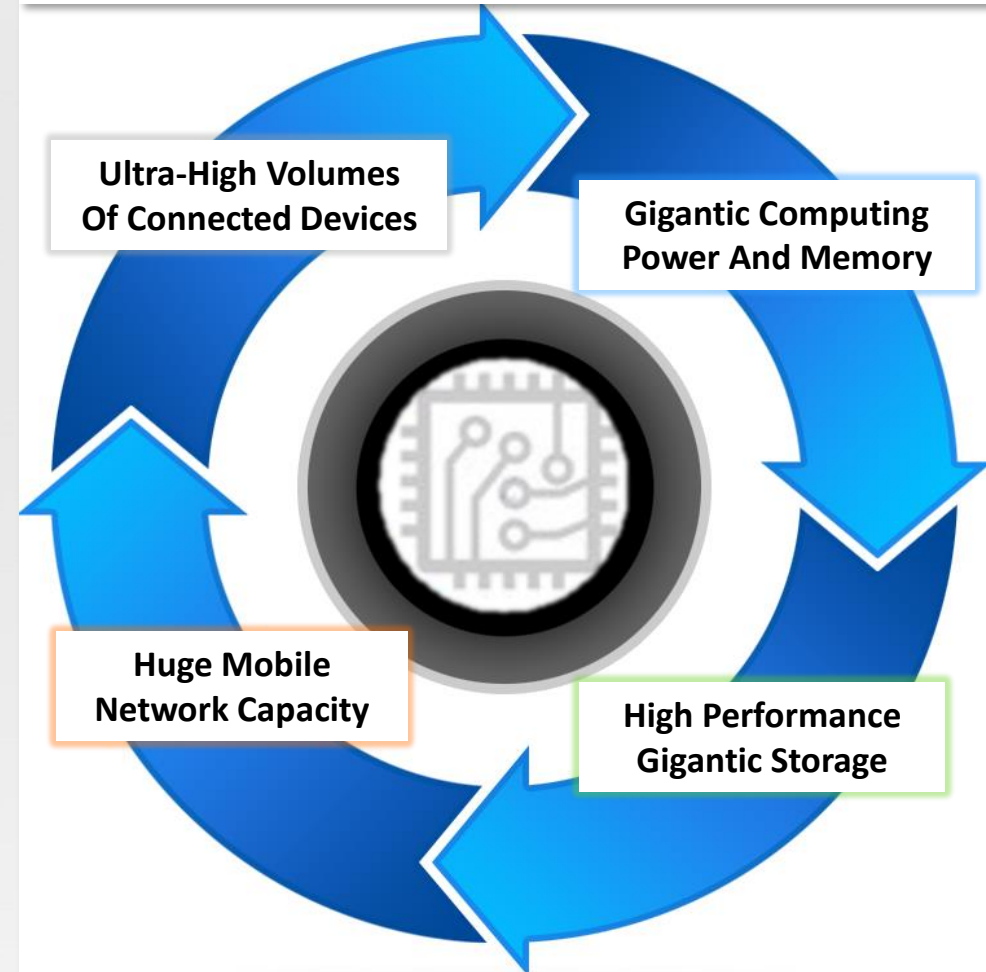 Ultra-High Volumes
Of Connected Devices
Gigantic Computing
Power And Memory
Huge Mobile
Network Capacity
High Performance
Gigantic Storage